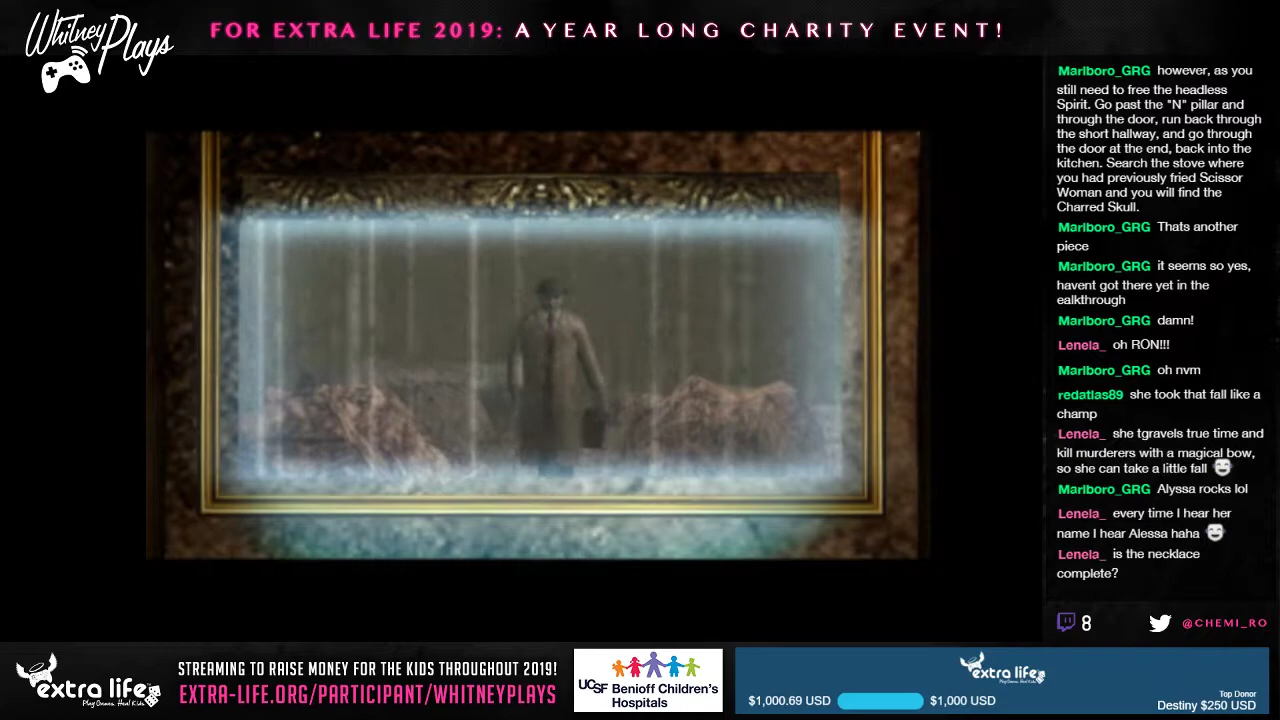 Whitney Plays
FOR EXTRA LIFE 2019: A YEAR LONG CHARITY EVENT!
Marlboro_GRG however, as you
still need to free the headless
Spirit. Go past the "N" pillar and
through the door, run back through
the short hallway, and go through
the door at the end, back into the
kitchen. Search the stove where
you had previously fried Scissor
Woman and you will find the
Charred Skull.
Marlboro_GRG Thats another
piece
Marlboro_GRG it seems so yes,
havent got there yet in the
ealkthrough
Marlboro_GRG damn!
Lenela_ oh RON!!!
Marlboro_GRG oh nvm
redatlas89 she took that fall like a
champ
Lenela_ she tgravels true time and
kill murderers with a magical bow,
so she can take a little fall
Marlboro_GRG Alyssa rocks lol
Lenela_ every time I hear her
name I hear Alessa haha
Lenela_ is the necklace
complete?
8
@CHEMI_RO
extra life
Play Games. Heal Kids.
STREAMING TO RAISE MONEY FOR THE KIDS THROUGHOUT 2019!
EXTRA-LIFE.ORG/PARTICIPANT/WHITNEYPLAYS
UCSF Benioff Children's
Hospitals
extra life
Play Games. Heal Kids.
$1,000.69 USD
$1,000 USD
Top Donor
Destiny $250 USD